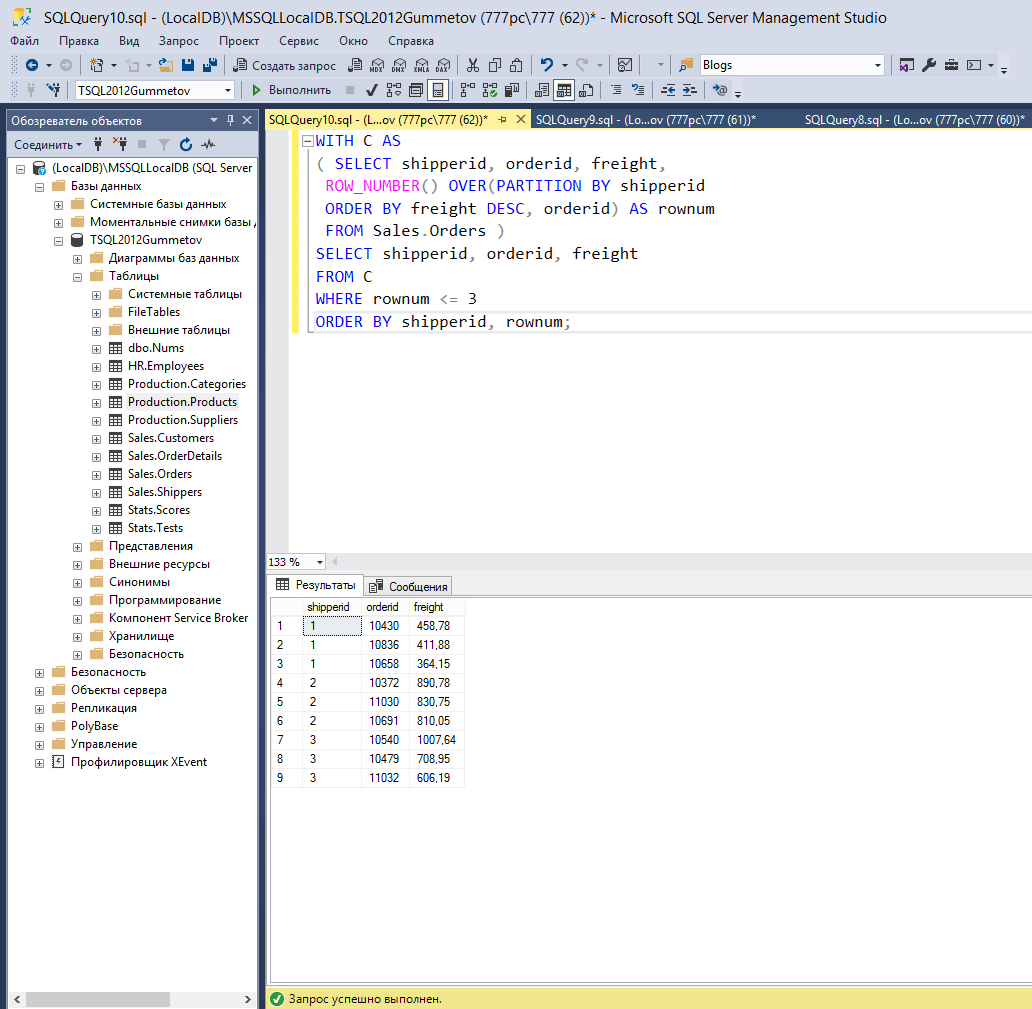 SQLQuery10.sql - (LocalDB)\MSSQLLocalDB.TSQL2012Gummetov (777pc\777 (62))* - Microsoft SQL Server Management Studio
Файл Правка Вид Запрос Проект Сервис Окно Справка
Создать запрос MDX DMX XMLA DAX Blogs
TSQL2012Gummetov Выполнить
Обозреватель объектов
Соединить
(LocalDB)\MSSQLLocalDB (SQL Server
Базы данных
Системные базы данных
Моментальные снимки базы
TSQL2012Gummetov
Диаграммы баз данных
Таблицы
Системные таблицы
FileTables
Внешние таблицы
dbo.Nums
HR.Employees
Production.Categories
Production.Products
Production.Suppliers
Sales.Customers
Sales.OrderDetails
Sales.Orders
Sales.Shippers
Stats.Scores
Stats.Tests
Представления
Внешние ресурсы
Синонимы
Программирование
Компонент Service Broker
Хранилище
Безопасность
Безопасность
Объекты сервера
Репликация
PolyBase
Управление
Профилировщик XEvent
SQLQuery10.sql - (L...ov (777pc\777 (62))* SQLQuery9.sql - (Lo...ov (777pc\777 (61))* SQLQuery8.sql - (Lo...ov (777pc\777 (60))*
WITH C AS
( SELECT shipperid, orderid, freight,
ROW_NUMBER() OVER(PARTITION BY shipperid
ORDER BY freight DESC, orderid) AS rownum
FROM Sales.Orders )
SELECT shipperid, orderid, freight
FROM C
WHERE rownum <= 3
ORDER BY shipperid, rownum;
133 %
Результаты Сообщения
shipperid orderid freight
1 1 10430 458,78
2 1 10836 411,88
3 1 10658 364,15
4 2 10372 890,78
5 2 11030 830,75
6 2 10691 810,05
7 3 10540 1007,64
8 3 10479 708,95
9 3 11032 606,19
Запрос успешно выполнен.